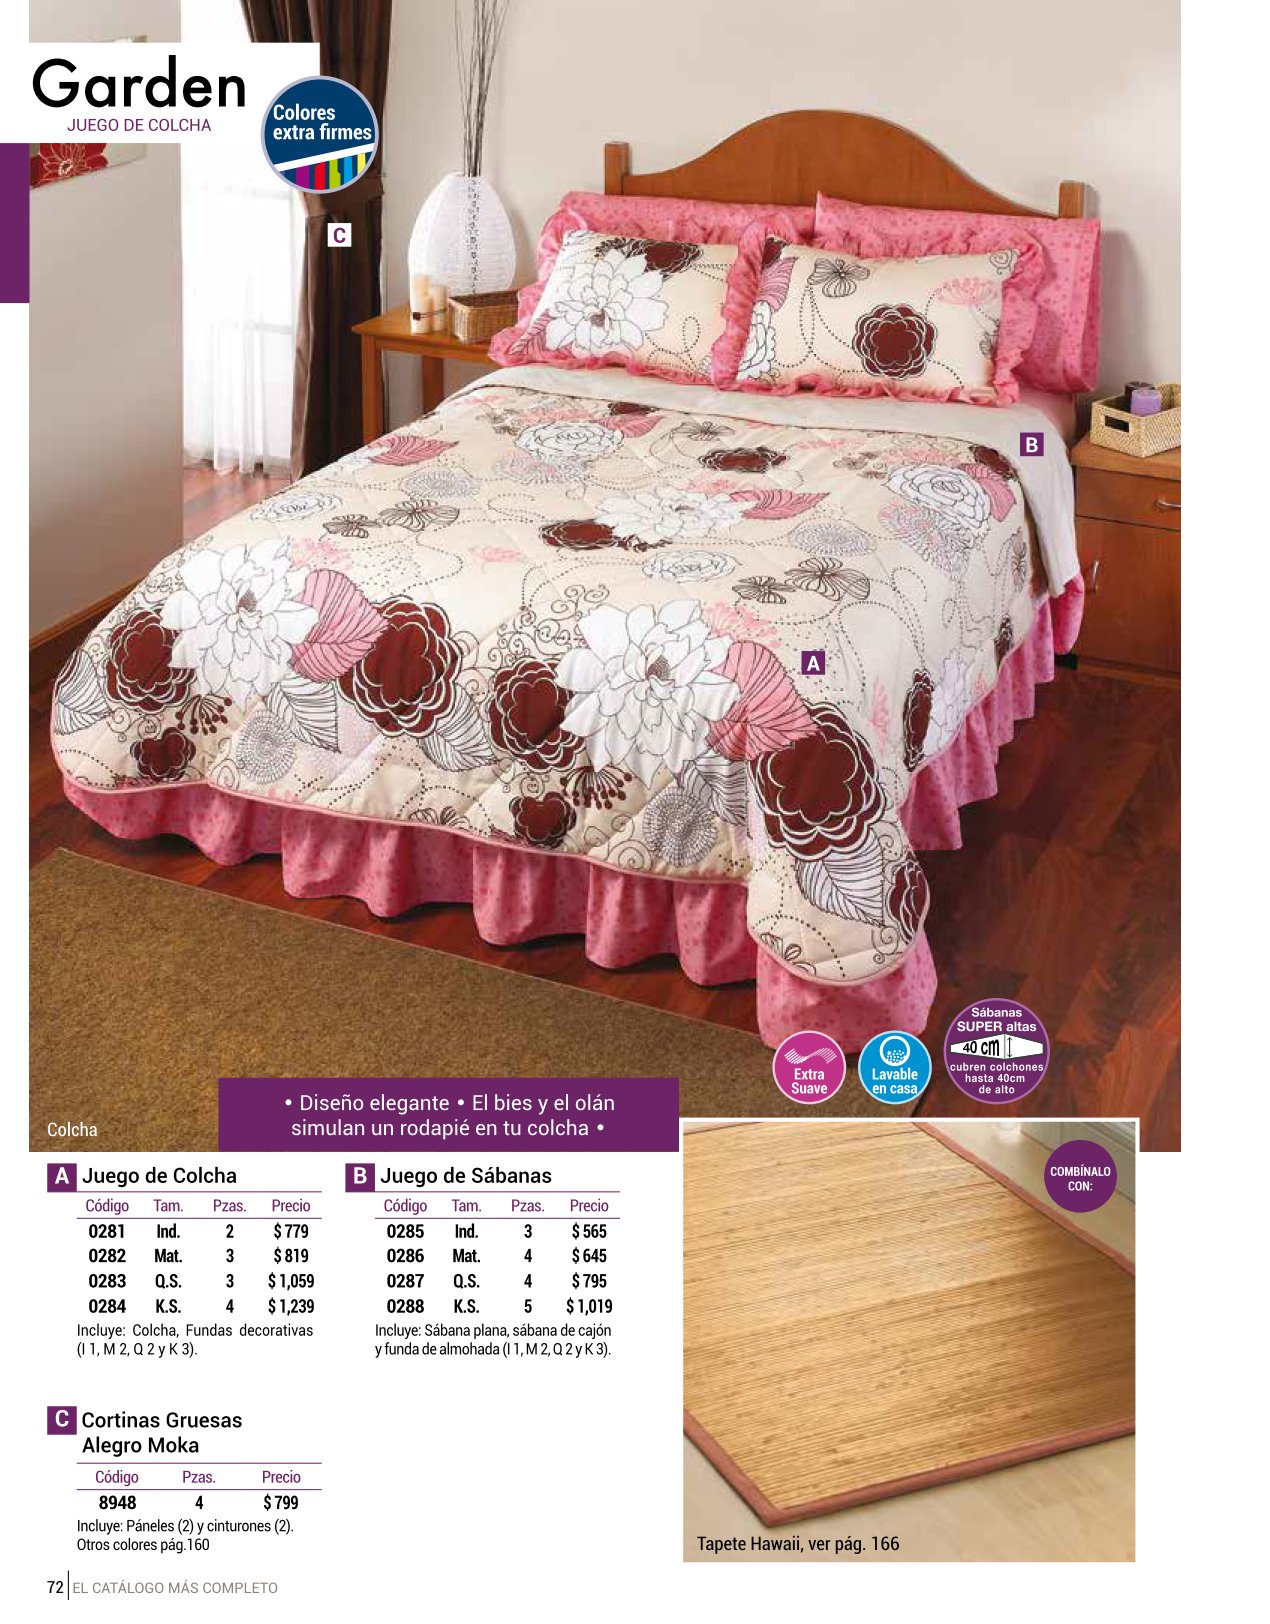 Garden
JUEGO DE COLCHA
Colores
extra firmes
C
B
A
Sábanas
SUPER altas
40 cm
cubren colchones
hasta 40cm
de alto
Extra
Suave
Lavable
en casa
• Diseño elegante • El bies y el olán
simulan un rodapié en tu colcha •
Colcha
A Juego de Colcha
Código Tam. Pzas. Precio
0281 Ind. 2 $ 779
0282 Mat. 3 $ 819
0283 Q.S. 3 $ 1,059
0284 K.S. 4 $ 1,239
Incluye: Colcha, Fundas decorativas
(I 1, M 2, Q 2 y K 3).
B Juego de Sábanas
Código Tam. Pzas. Precio
0285 Ind. 3 $ 565
0286 Mat. 4 $ 645
0287 Q.S. 4 $ 795
0288 K.S. 5 $ 1,019
Incluye: Sábana plana, sábana de cajón
y funda de almohada (I 1, M 2, Q 2 y K 3).
C Cortinas Gruesas
Alegro Moka
Código Pzas. Precio
8948 4 $ 799
Incluye: Páneles (2) y cinturones (2).
Otros colores pág.160
COMBÍNALO
CON:
Tapete Hawaii, ver pág. 166
72 EL CATÁLOGO MÁS COMPLETO